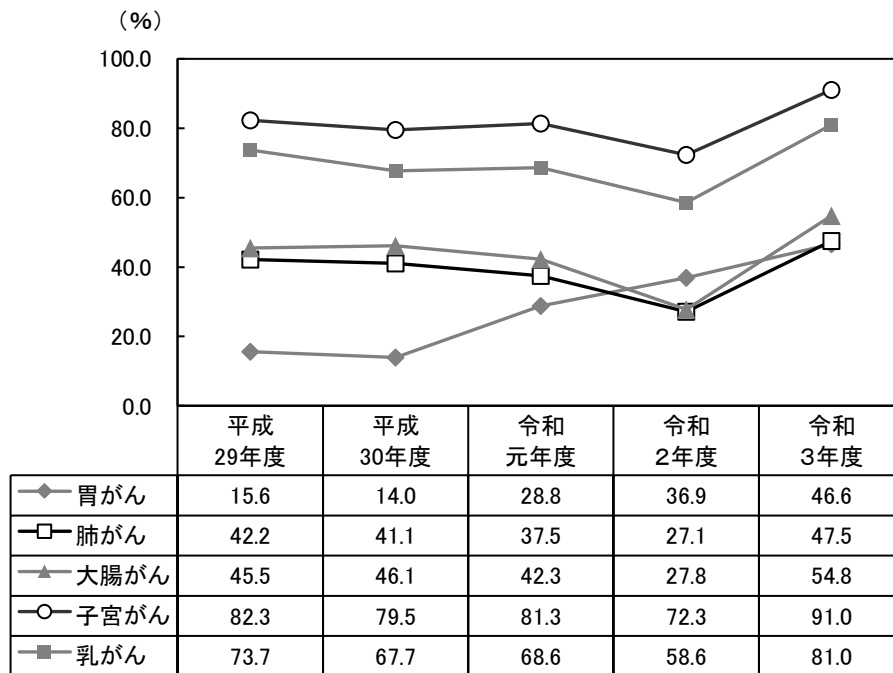 （％）
100.0
80.0
60.0
40.0
20.0
0.0
平成 平成 令和 令和 令和
29年度 30年度 元年度 ２年度 ３年度
胃がん 15.6 14.0 28.8 36.9 46.6
肺がん 42.2 41.1 37.5 27.1 47.5
大腸がん 45.5 46.1 42.3 27.8 54.8
子宮がん 82.3 79.5 81.3 72.3 91.0
乳がん 73.7 67.7 68.6 58.6 81.0